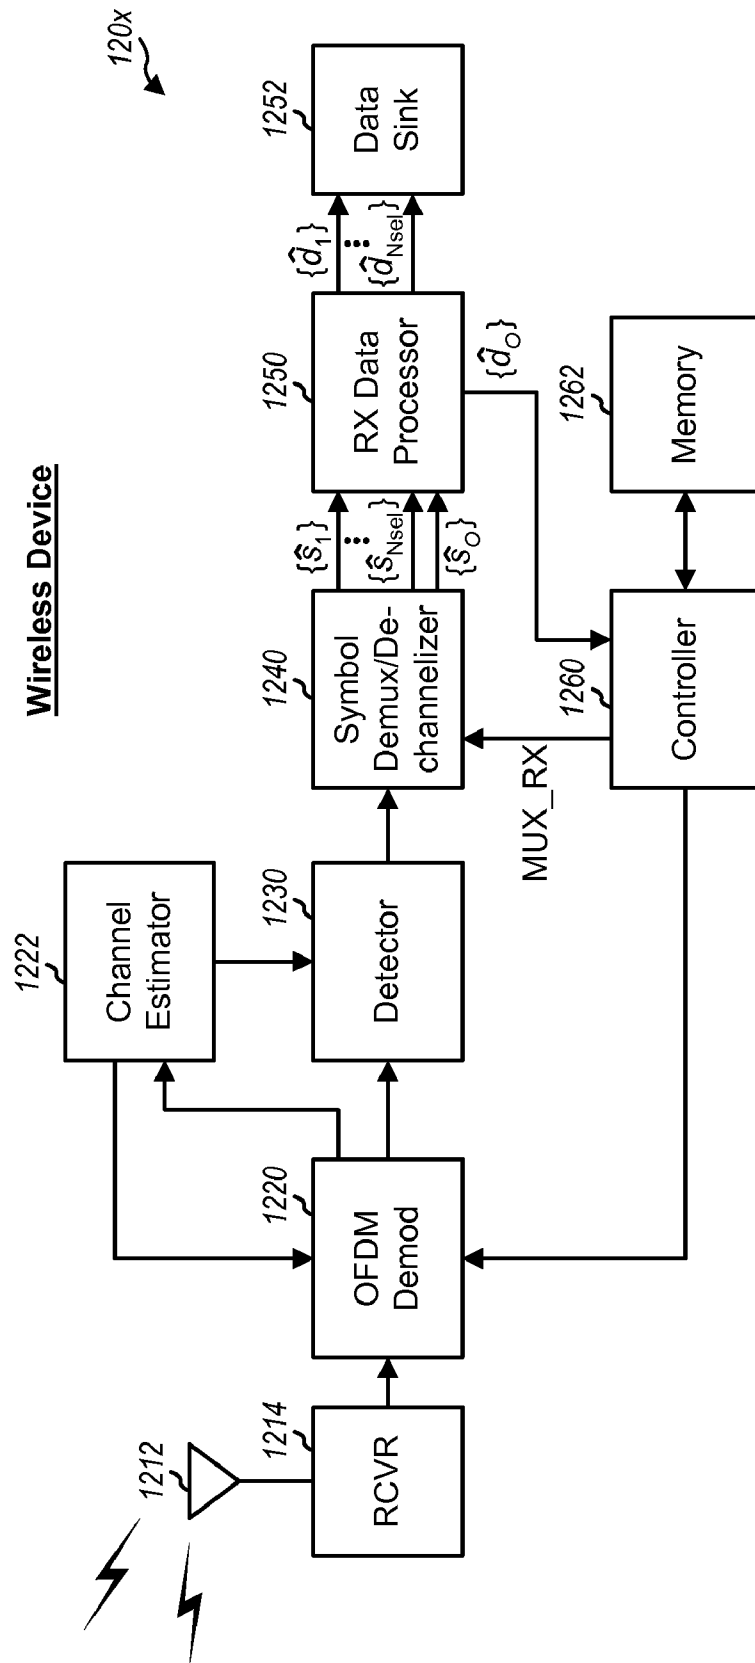 Wireless Device
120x
1212
1214
RCVR
1220
OFDM
Demod
1222
Channel
Estimator
1230
Detector
1240
Symbol
Demux/De-
channelizer
{ŝ1}
{ŝNsel}
{ŝO}
1250
RX Data
Processor
{d̂1}
{d̂Nsel}
{d̂O}
1252
Data
Sink
MUX_RX
1260
Controller
1262
Memory